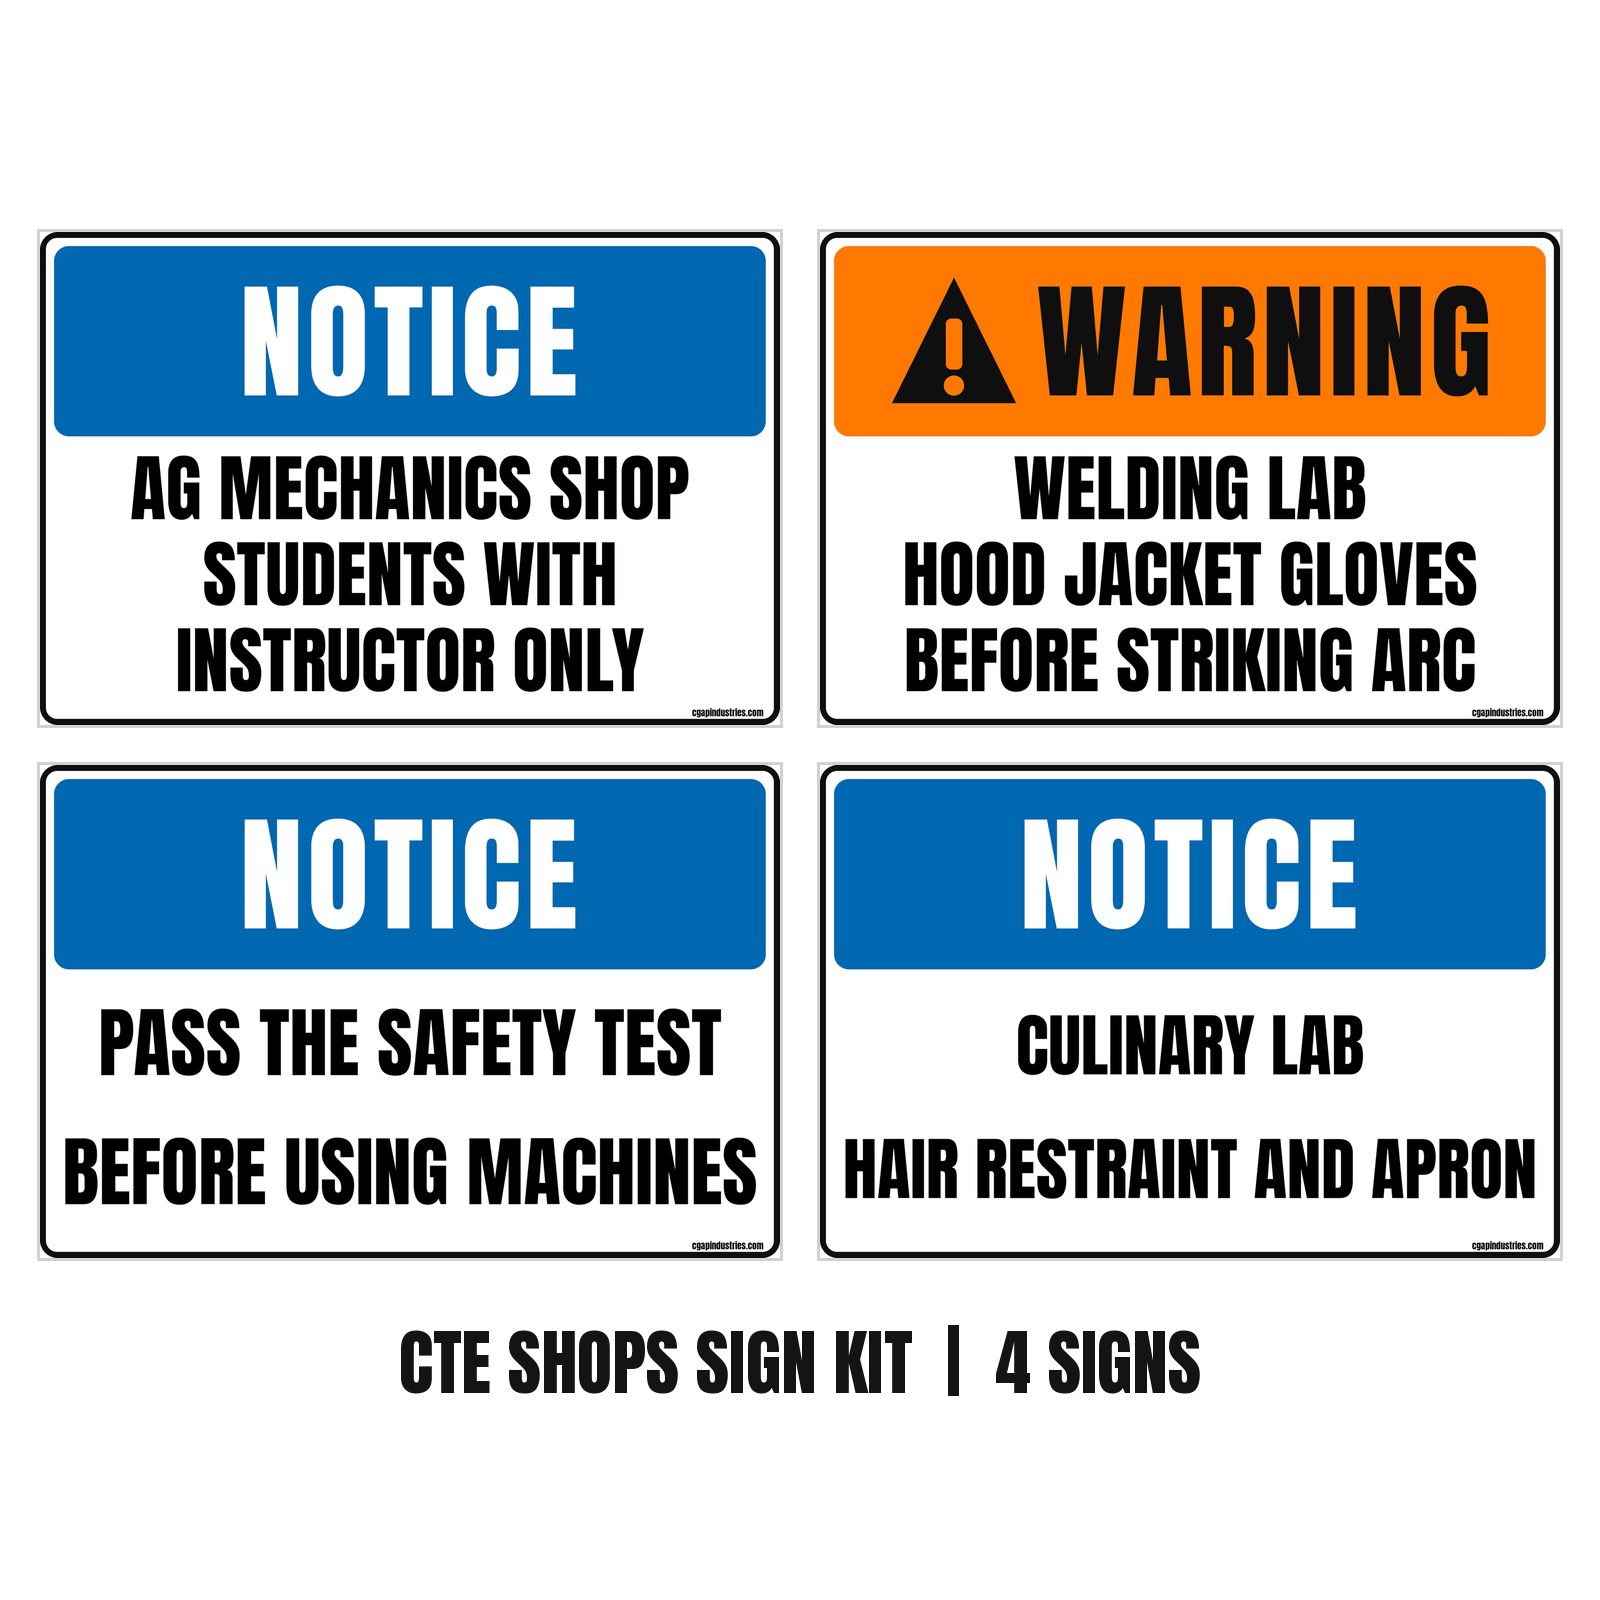 NOTICE
AG MECHANICS SHOP
STUDENTS WITH
INSTRUCTOR ONLY
cgapindustries.com
WARNING
WELDING LAB
HOOD JACKET GLOVES
BEFORE STRIKING ARC
cgapindustries.com
NOTICE
PASS THE SAFETY TEST
BEFORE USING MACHINES
cgapindustries.com
NOTICE
CULINARY LAB
HAIR RESTRAINT AND APRON
cgapindustries.com
CTE SHOPS SIGN KIT | 4 SIGNS